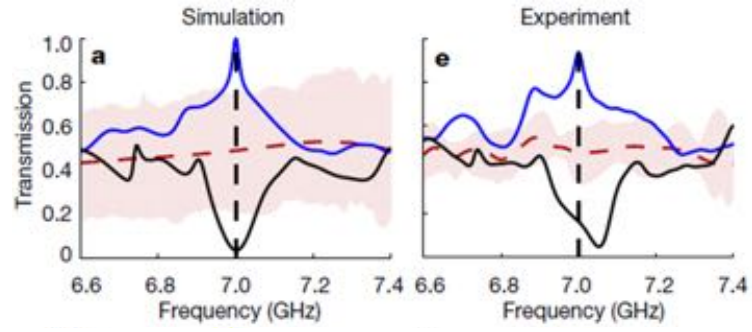 Simulation
Experiment
a
e
Transmission
1.0
0.8
0.6
0.4
0.2
0
6.6 6.8 7.0 7.2 7.4
6.6 6.8 7.0 7.2 7.4
Frequency (GHz)
Frequency (GHz)